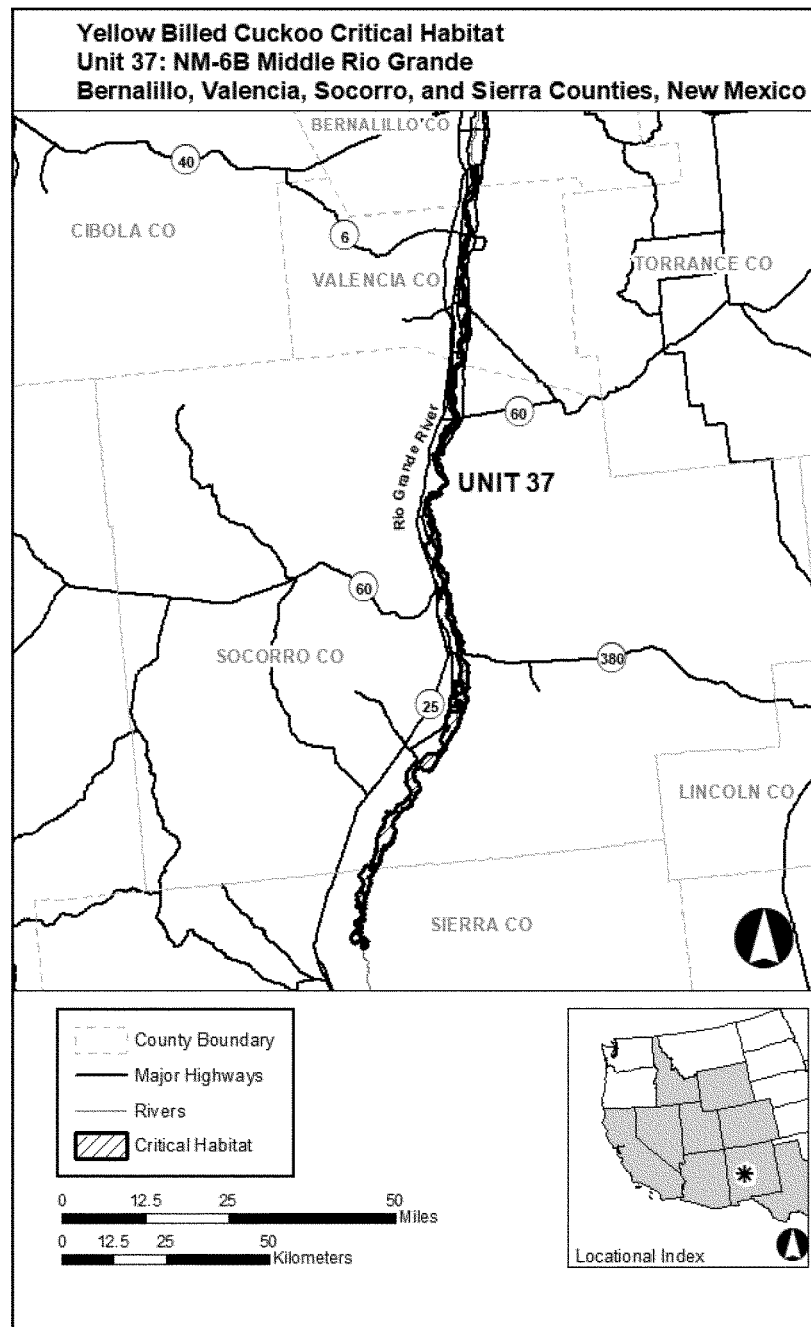 Yellow Billed Cuckoo Critical Habitat
Unit 37: NM-6B Middle Rio Grande
Bernalillo, Valencia, Socorro, and Sierra Counties, New Mexico
BERNALILLO CO
40
CIBOLA CO
6
VALENCIA CO
TORRANCE CO
60
Rio Grande River
UNIT 37
60
SOCORRO CO
380
25
LINCOLN CO
SIERRA CO
County Boundary
Major Highways
Rivers
Critical Habitat
0 12.5 25 50
Miles
0 12.5 25 50
Kilometers
Locational Index